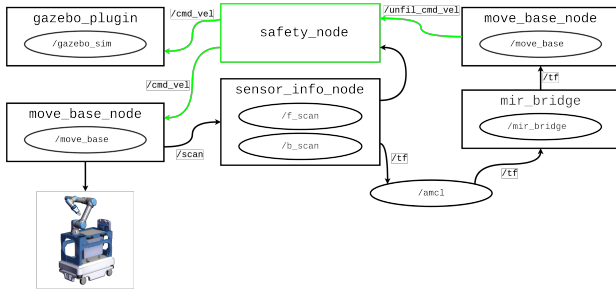 gazebo_plugin
/gazebo_sim
/cmd_vel
safety_node
/unfil_cmd_vel
move_base_node
/move_base
/cmd_vel
/tf
move_base_node
/move_base
/scan
sensor_info_node
/f_scan
/b_scan
/tf
mir_bridge
/mir_bridge
/tf
/amcl